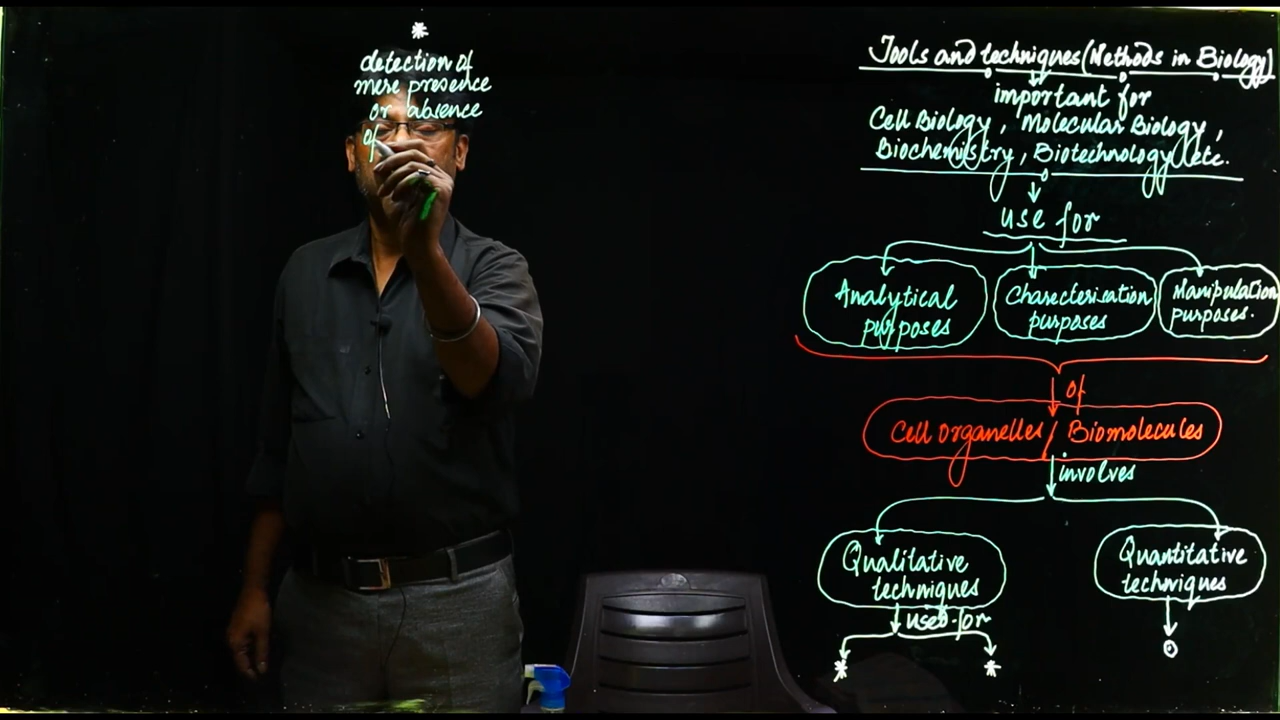 *
detection of
mere presence
or absence
of
Tools and techniques (Methods in Biology)
important for
Cell Biology, Molecular Biology,
Biochemistry, Biotechnology etc.
use for
Analytical
purposes
Characterisation
purposes
Manipulation
purposes.
of
Cell organelles / Biomolecules
involves
Qualitative
techniques
Quantitative
techniques
used for
* *